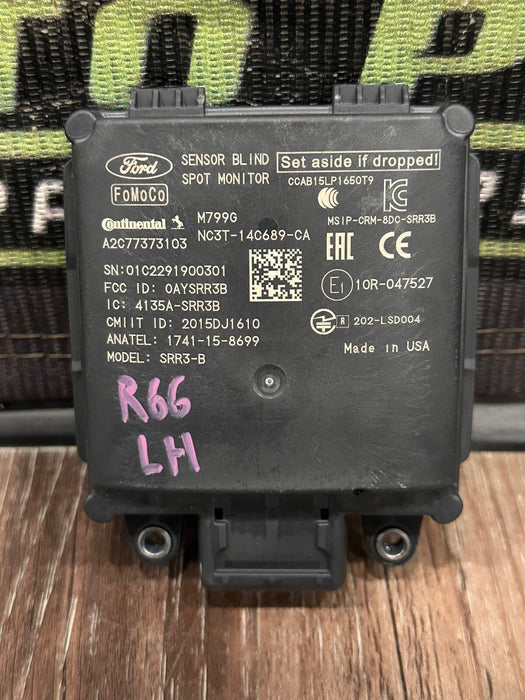 Ford
FoMoCo
SENSOR BLIND
SPOT MONITOR
Set aside if dropped!
CCAB15LP1650T9
MSIP-CRM-8DC-SRR3B
Continental
A2C77373103
M799G
NC3T-14C689-CA
EAC CE
SN:01C2291900301
FCC ID: OAYSRR3B
IC: 4135A-SRR3B
CMIIT ID: 2015DJ1610
ANATEL: 1741-15-8699
MODEL: SRR3-B
E1 10R-047527
R 202-LSD004
Made in USA
R66
LH